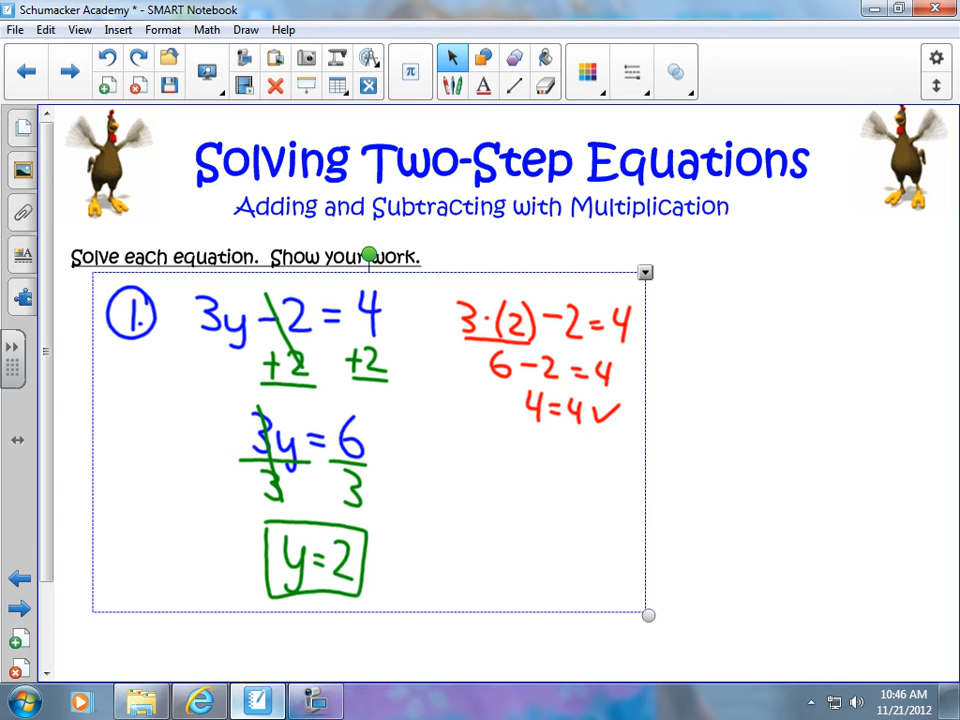 Schumacker Academy * - SMART Notebook
File Edit View Insert Format Math Draw Help
π
A
Solving Two-Step Equations
Adding and Subtracting with Multiplication
Solve each equation. Show your work.
1. 3y - 2 = 4
+2 +2
3y = 6
3 3
y = 2
3·(2) - 2 = 4
6 - 2 = 4
4 = 4 ✓
10:46 AM
11/21/2012